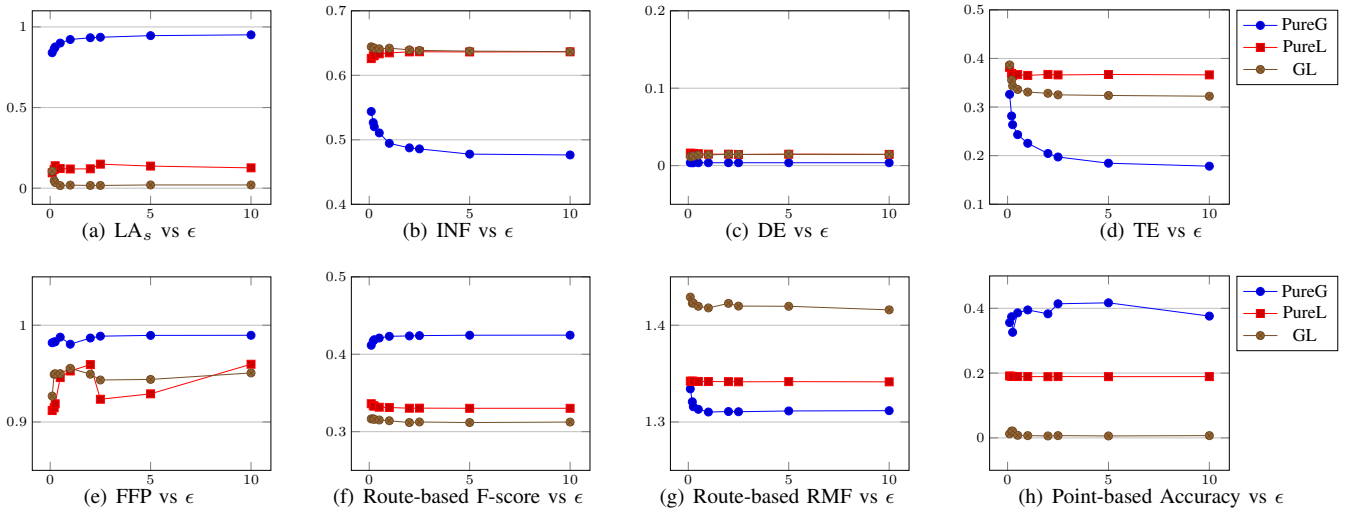 1
0.5
0
0 5 10
(a) LAₛ vs ϵ
0.7
0.6
0.5
0.4
0 5 10
(b) INF vs ϵ
0.2
0.1
0
0 5 10
(c) DE vs ϵ
0.5
0.4
0.3
0.2
0.1
0 5 10
(d) TE vs ϵ
PureG
PureL
GL
1
0.9
0 5 10
(e) FFP vs ϵ
0.5
0.4
0.3
0 5 10
(f) Route-based F-score vs ϵ
1.4
1.3
0 5 10
(g) Route-based RMF vs ϵ
0.4
0.2
0
0 5 10
(h) Point-based Accuracy vs ϵ
PureG
PureL
GL